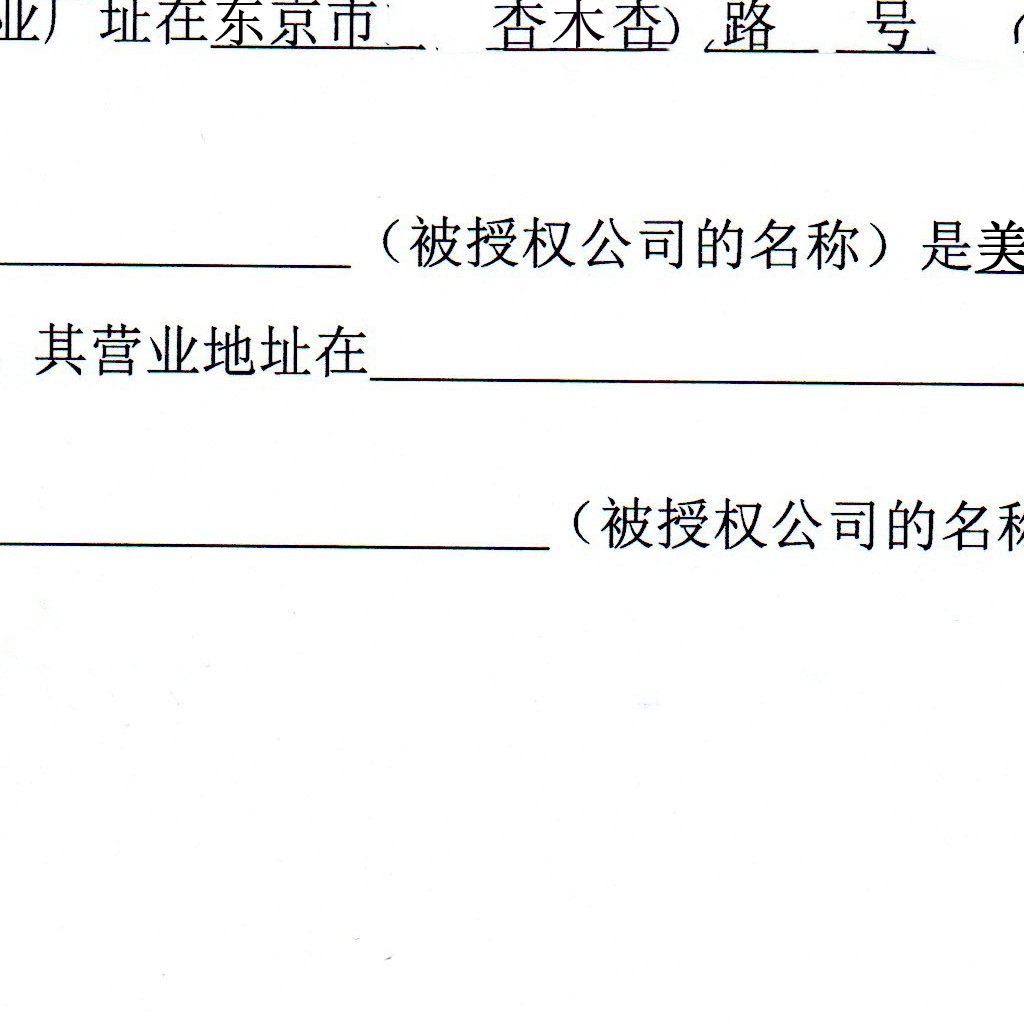 业厂址在东京市 杏木杏) 路 号 (
（被授权公司的名称）是美
其营业地址在
（被授权公司的名称